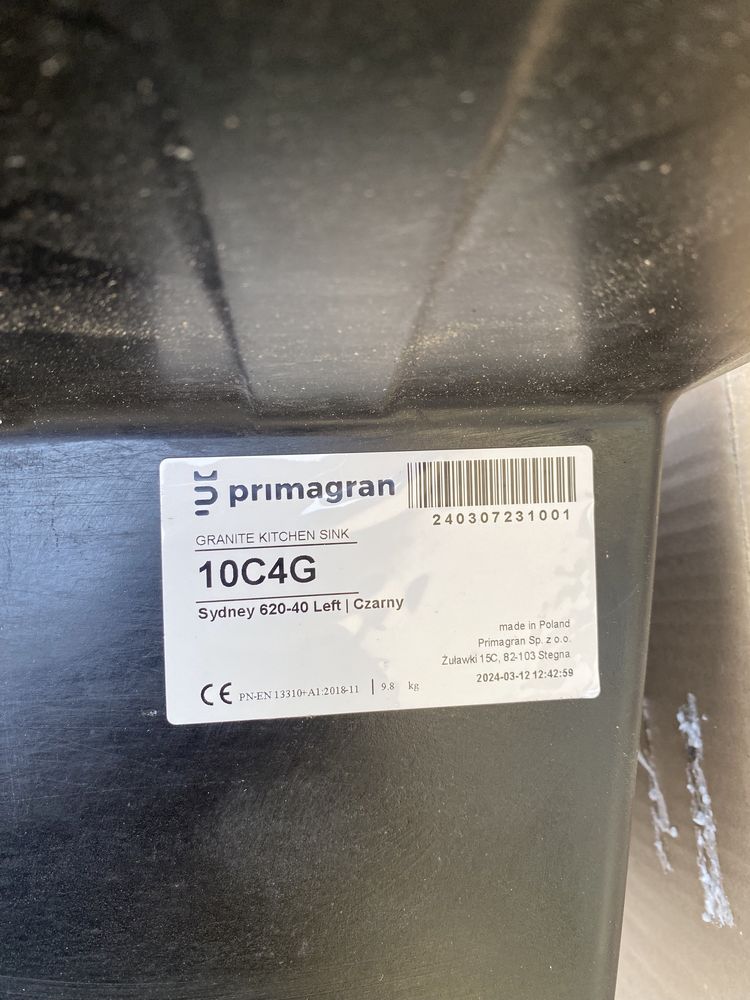 primagran
240307231001
GRANITE KITCHEN SINK
10C4G
Sydney 620-40 Left | Czarny
made in Poland
Primagran Sp. z o.o.
Żuławki 15C, 82-103 Stegna
2024-03-12 12:42:59
CE PN-EN 13310+A1:2018-11 | 9.8 kg